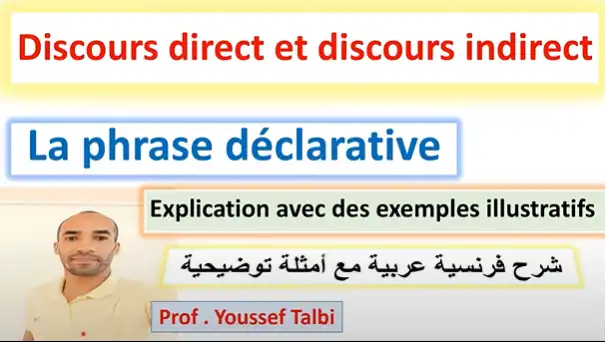 Discours direct et discours indirect
La phrase déclarative
Explication avec des exemples illustratifs
شرح فرنسية عربية مع أمثلة توضيحية
Prof . Youssef Talbi